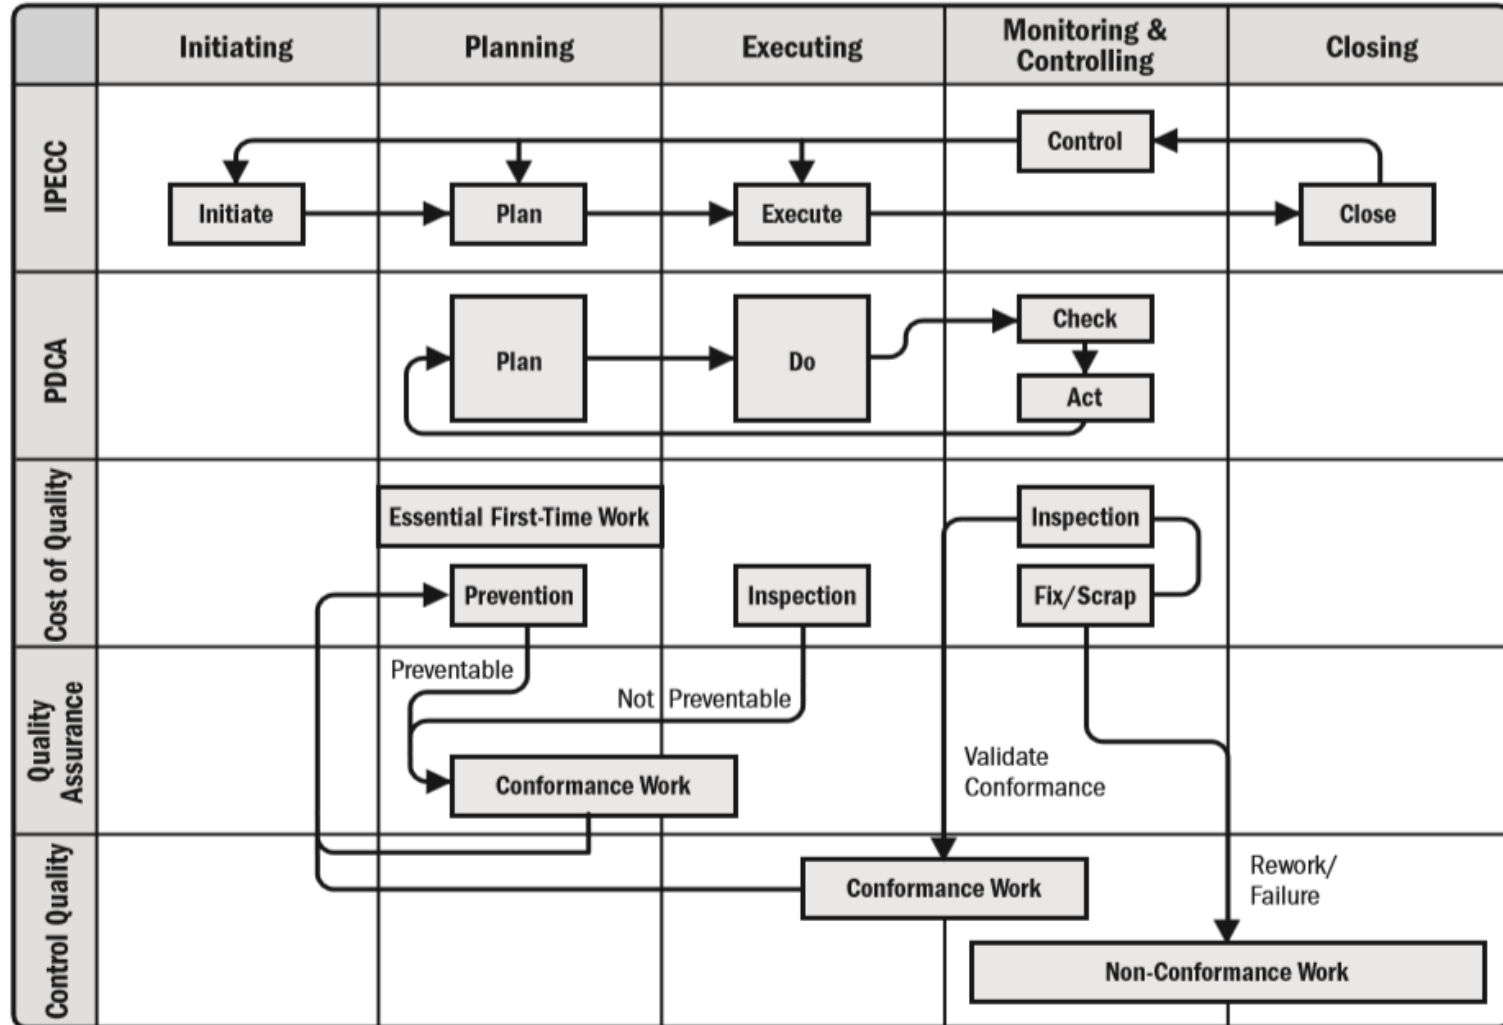 Initiating
Planning
Executing
Monitoring &
Controlling
Closing
IPECC
Control
Initiate
Plan
Execute
Close
PDCA
Plan
Do
Check
Act
Cost of Quality
Essential First-Time Work
Inspection
Prevention
Inspection
Fix/Scrap
Quality
Assurance
Preventable
Not Preventable
Conformance Work
Validate
Conformance
Control Quality
Conformance Work
Rework/
Failure
Non-Conformance Work